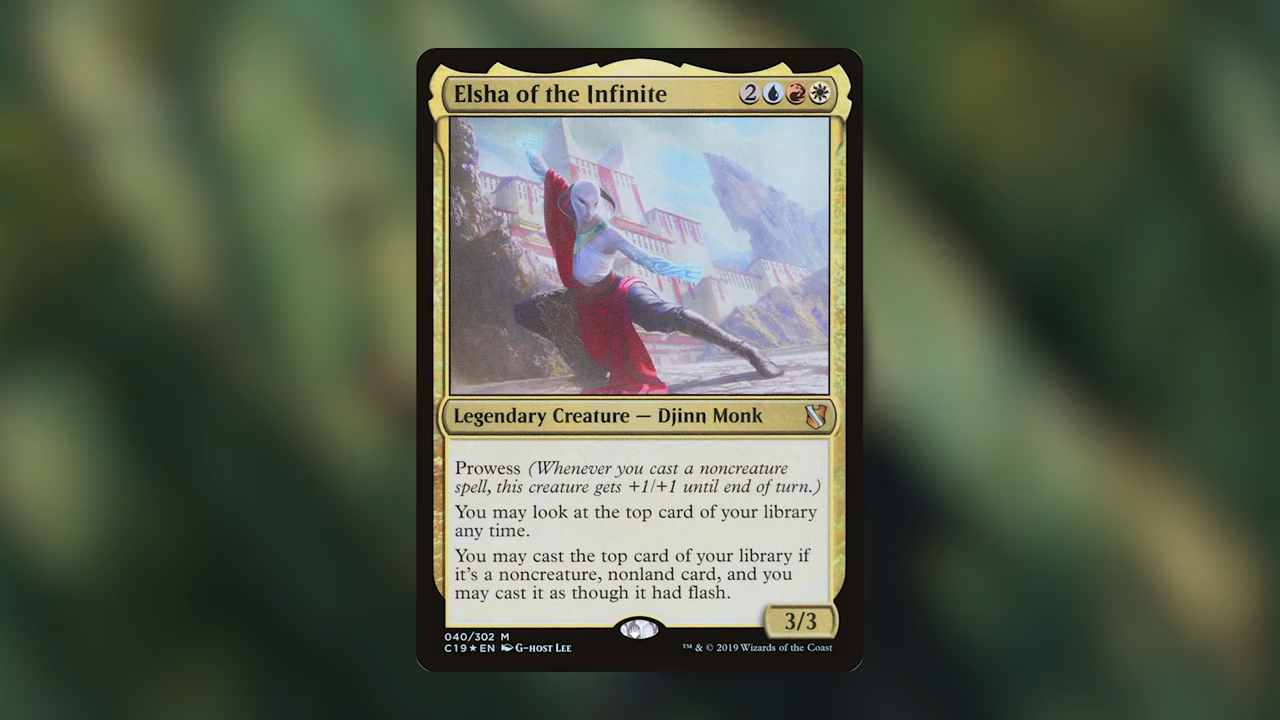 Elsha of the Infinite 2
Legendary Creature — Djinn Monk
Prowess (Whenever you cast a noncreature
spell, this creature gets +1/+1 until end of turn.)
You may look at the top card of your library
any time.
You may cast the top card of your library if
it's a noncreature, nonland card, and you
may cast it as though it had flash.
3/3
040/302 M
C19★EN G-HOST LEE
™ & © 2019 Wizards of the Coast